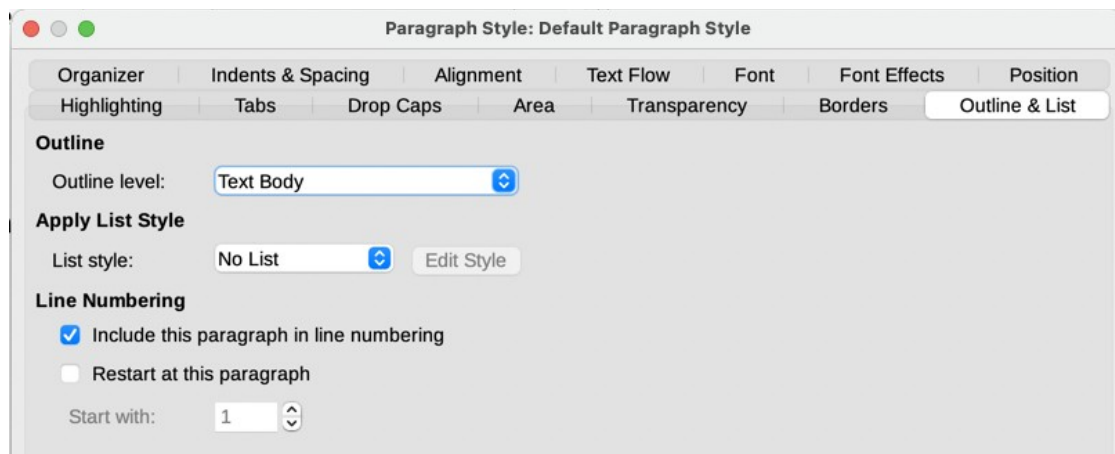 Paragraph Style: Default Paragraph Style
Organizer Indents & Spacing Alignment Text Flow Font Font Effects Position
Highlighting Tabs Drop Caps Area Transparency Borders Outline & List
Outline
Outline level: Text Body
Apply List Style
List style: No List Edit Style
Line Numbering
Include this paragraph in line numbering
Restart at this paragraph
Start with: 1